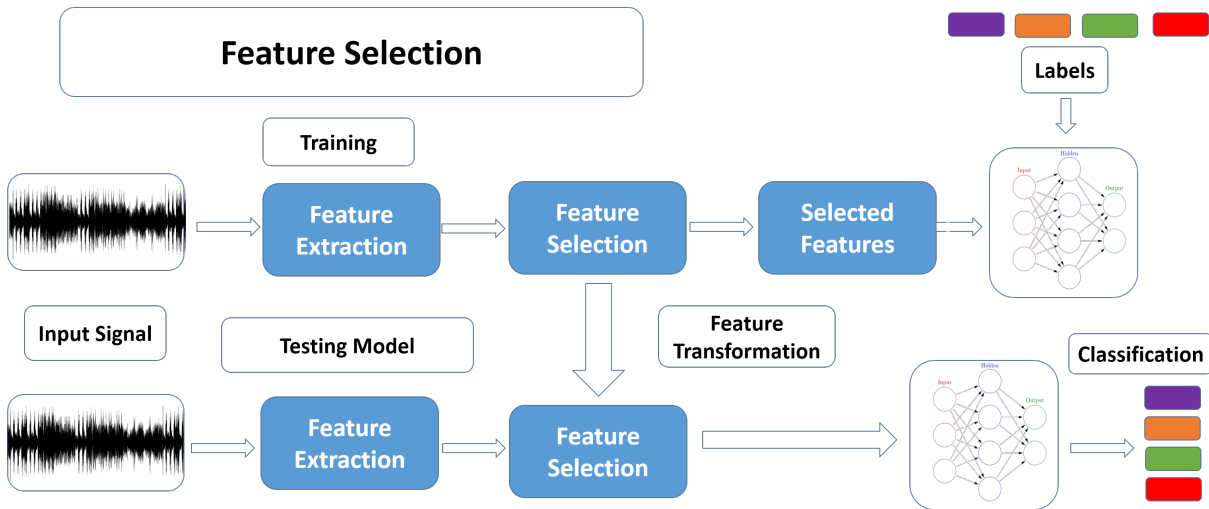 Feature Selection
Labels
Training
Hidden
Input
Output
Feature
Extraction
Feature
Selection
Selected
Features
Input Signal
Testing Model
Feature
Transformation
Classification
Hidden
Input
Output
Feature
Extraction
Feature
Selection